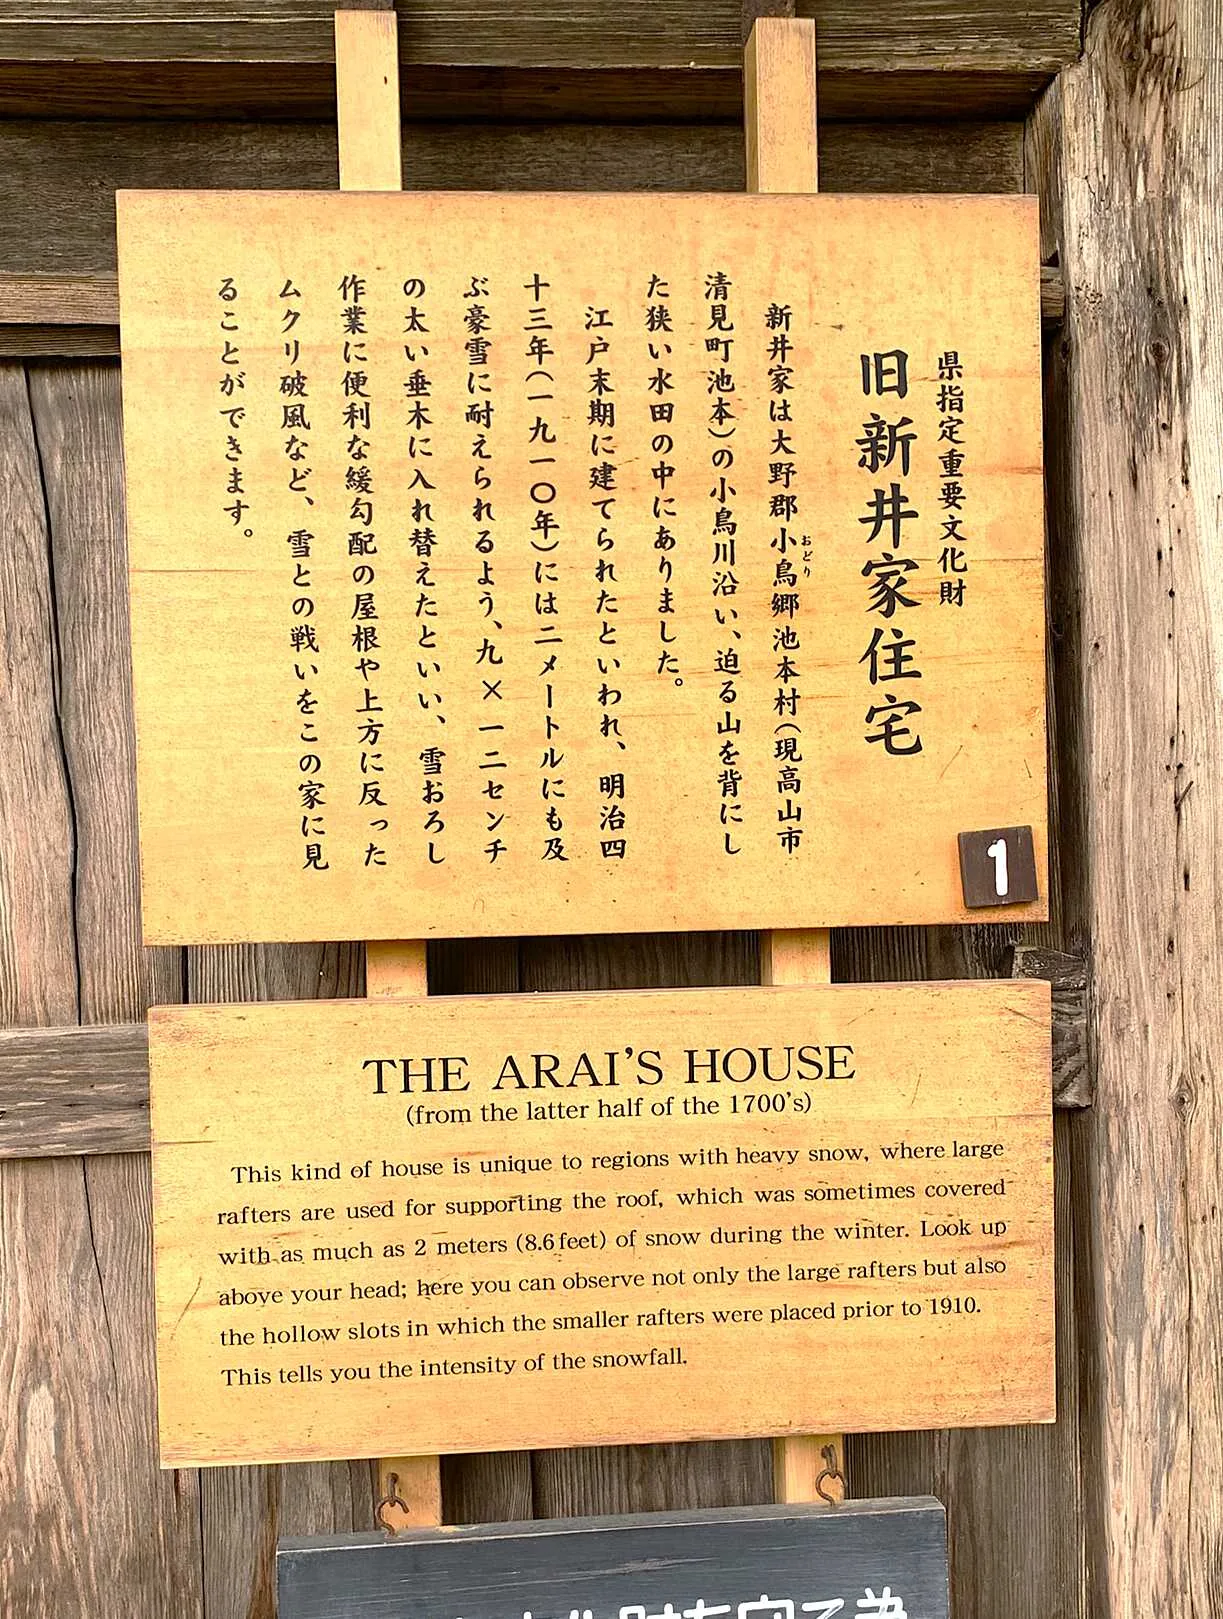 県指定重要文化財
旧新井家住宅
新井家は大野郡小鳥郷池本村(現高山市
おどり
清見町池本)の小鳥川沿い、迫る山を背にし
た狭い水田の中にありました。
江戸末期に建てられたといわれ、明治四
十三年(一九一〇年)には二メートルにも及
ぶ豪雪に耐えられるよう、九×一二センチ
の太い垂木に入れ替えたといい、雪おろし
作業に便利な緩勾配の屋根や上方に反った
ムクリ破風など、雪との戦いをこの家に見
ることができます。
1
THE ARAI'S HOUSE
(from the latter half of the 1700's)
This kind of house is unique to regions with heavy snow, where large
rafters are used for supporting the roof, which was sometimes covered
with as much as 2 meters (8.6 feet) of snow during the winter. Look up
above your head; here you can observe not only the large rafters but also
the hollow slots in which the smaller rafters were placed prior to 1910.
This tells you the intensity of the snowfall.